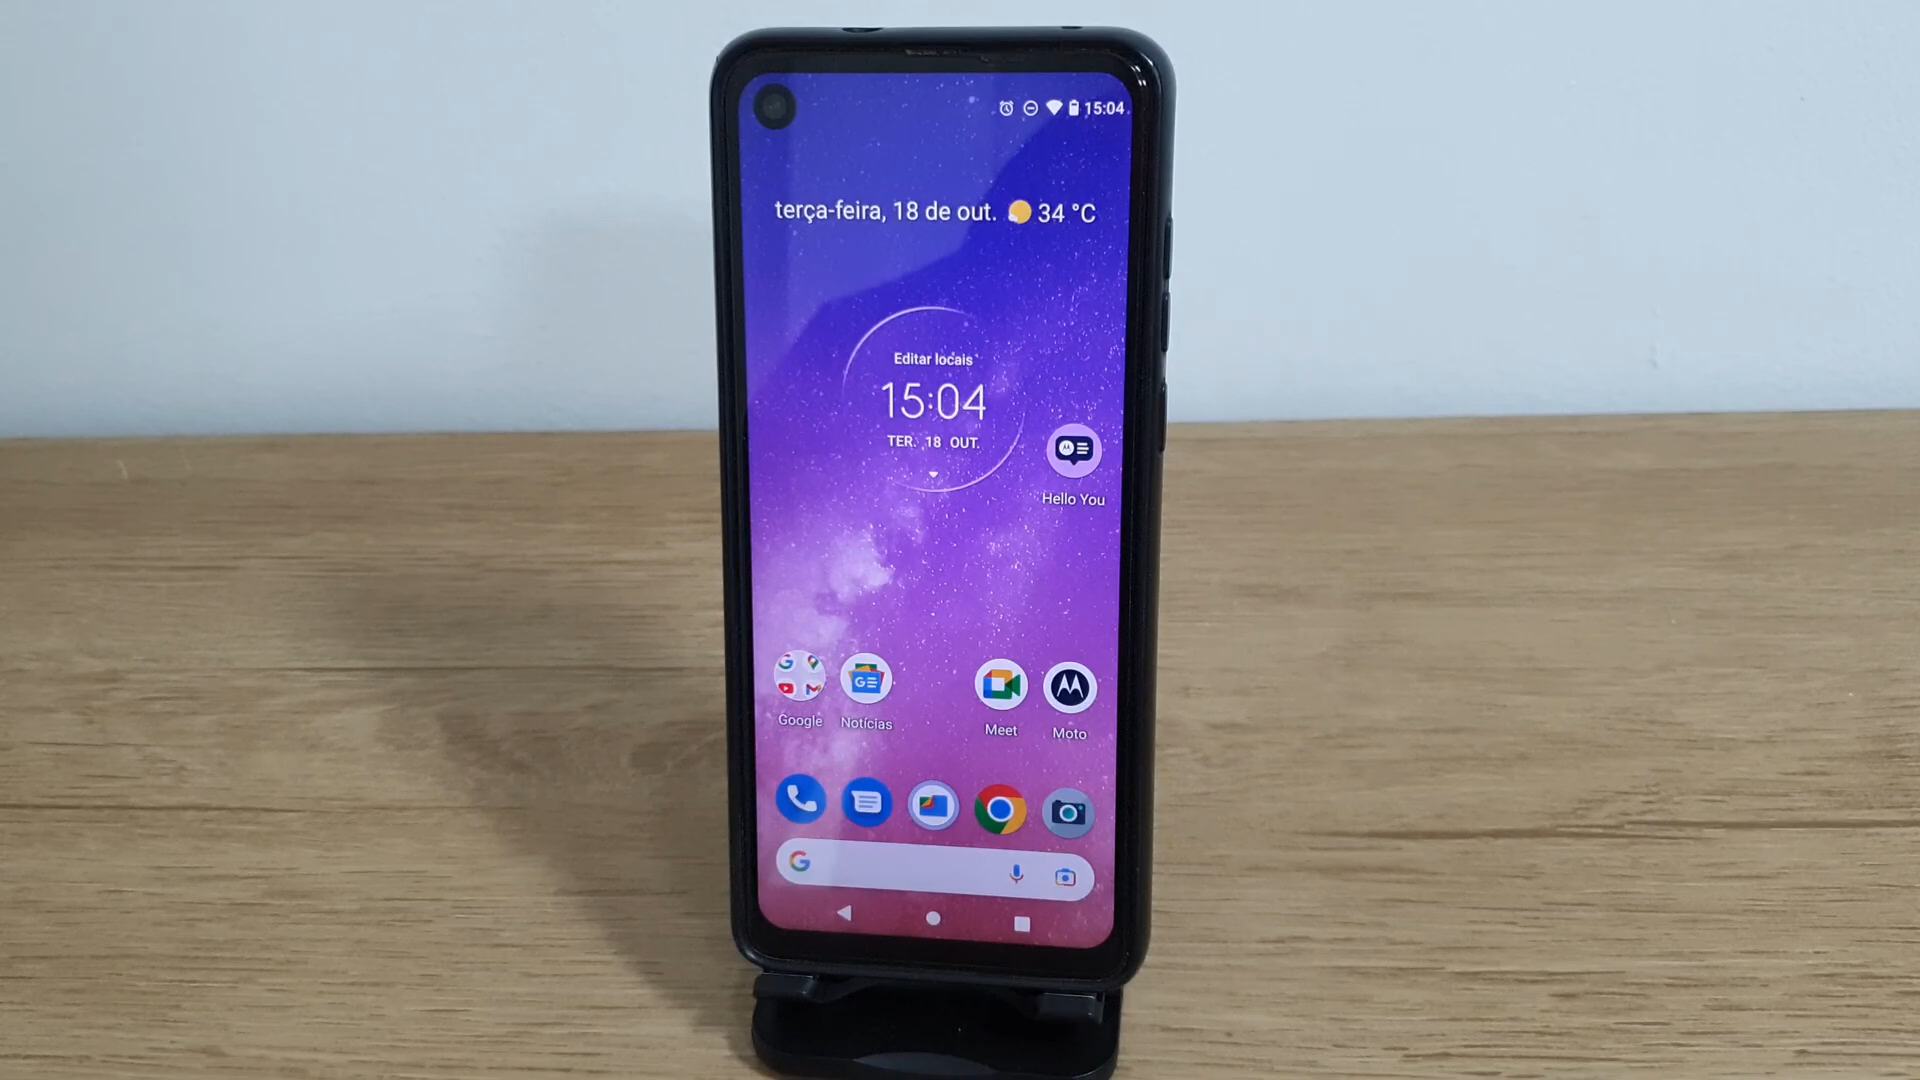 15:04
terça-feira, 18 de out. 34 °C
Editar locais
15:04
TER. 18 OUT.
Hello You
Google
Notícias
Meet
Moto